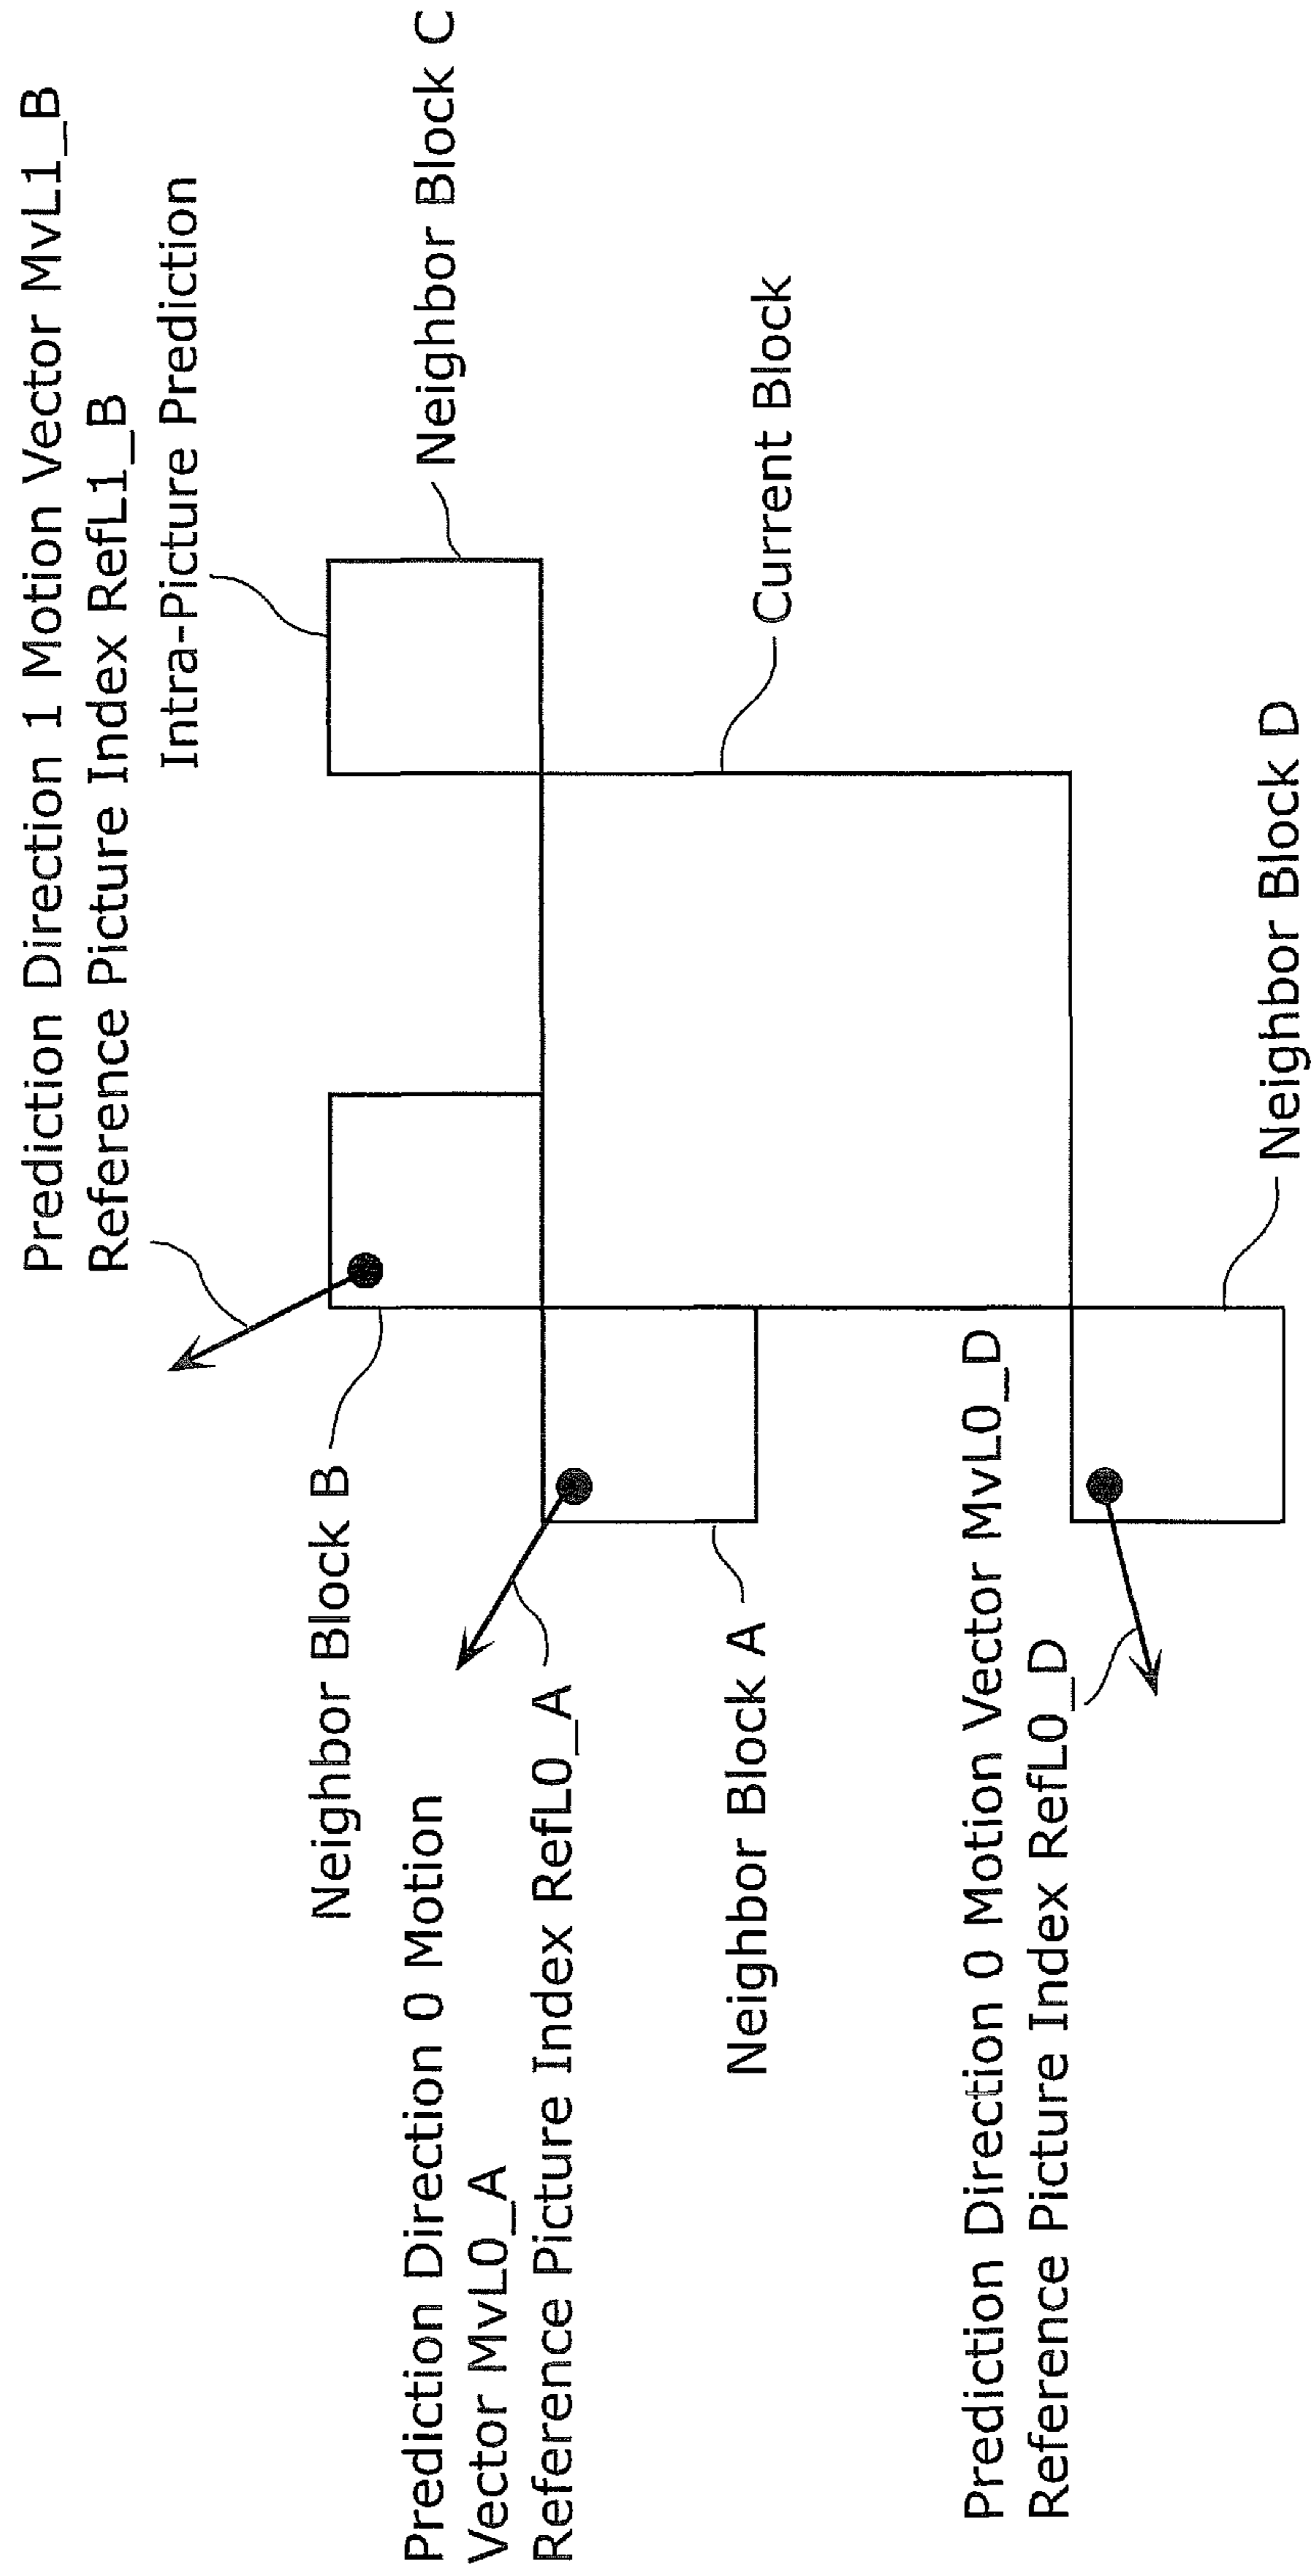 Prediction Direction 1 Motion Vector MvL1_B
Reference Picture Index RefL1_B
Intra-Picture Prediction
Neighbor Block B
Neighbor Block C
Prediction Direction 0 Motion
Vector MvL0_A
Reference Picture Index RefL0_A
Neighbor Block A
Current Block
Prediction Direction 0 Motion Vector MvL0_D
Reference Picture Index RefL0_D
Neighbor Block D